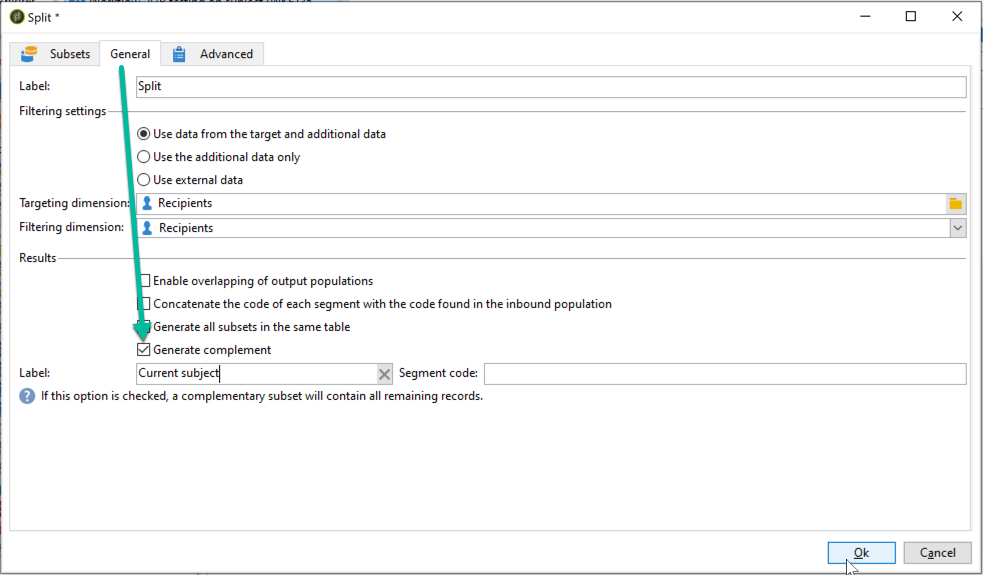 Split *
Subsets General Advanced
Label: Split
Filtering settings
Use data from the target and additional data
Use the additional data only
Use external data
Targeting dimension: Recipients
Filtering dimension: Recipients
Results
Enable overlapping of output populations
Concatenate the code of each segment with the code found in the inbound population
Generate all subsets in the same table
Generate complement
Label: Current subject Segment code:
? If this option is checked, a complementary subset will contain all remaining records.
Ok Cancel